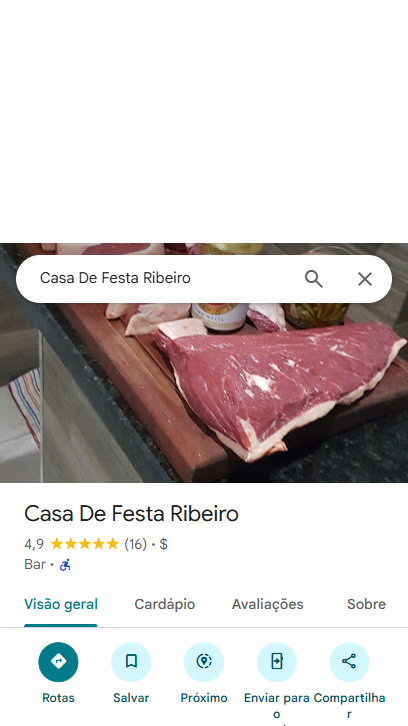 Casa De Festa Ribeiro
Casa De Festa Ribeiro
4,9 ★★★★★ (16) · $
Bar ·
Visão geral Cardápio Avaliações Sobre
Rotas Salvar Próximo Enviar para o Compartilhar